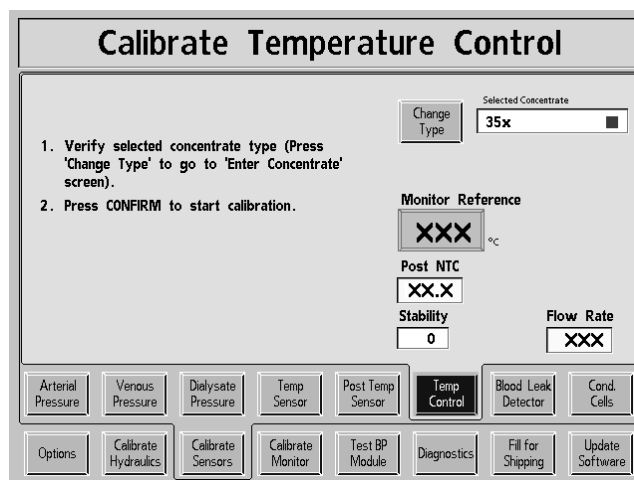 Calibrate Temperature Control
Change
Type
Selected Concentrate
35x
1. Verify selected concentrate type (Press
'Change Type' to go to 'Enter Concentrate'
screen).
2. Press CONFIRM to start calibration.
Monitor Reference
XXX °C
Post NTC
XX.X
Stability
0
Flow Rate
XXX
Arterial
Pressure
Venous
Pressure
Dialysate
Pressure
Temp
Sensor
Post Temp
Sensor
Temp
Control
Blood Leak
Detector
Cond.
Cells
Options
Calibrate
Hydraulics
Calibrate
Sensors
Calibrate
Monitor
Test BP
Module
Diagnostics
Fill for
Shipping
Update
Software